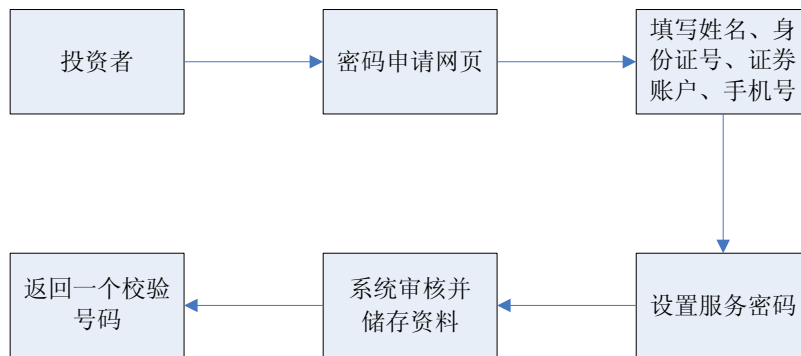 投资者
密码申请网页
填写姓名、身
份证号、证券
账户、手机号
设置服务密码
系统审核并
储存资料
返回一个校验
号码